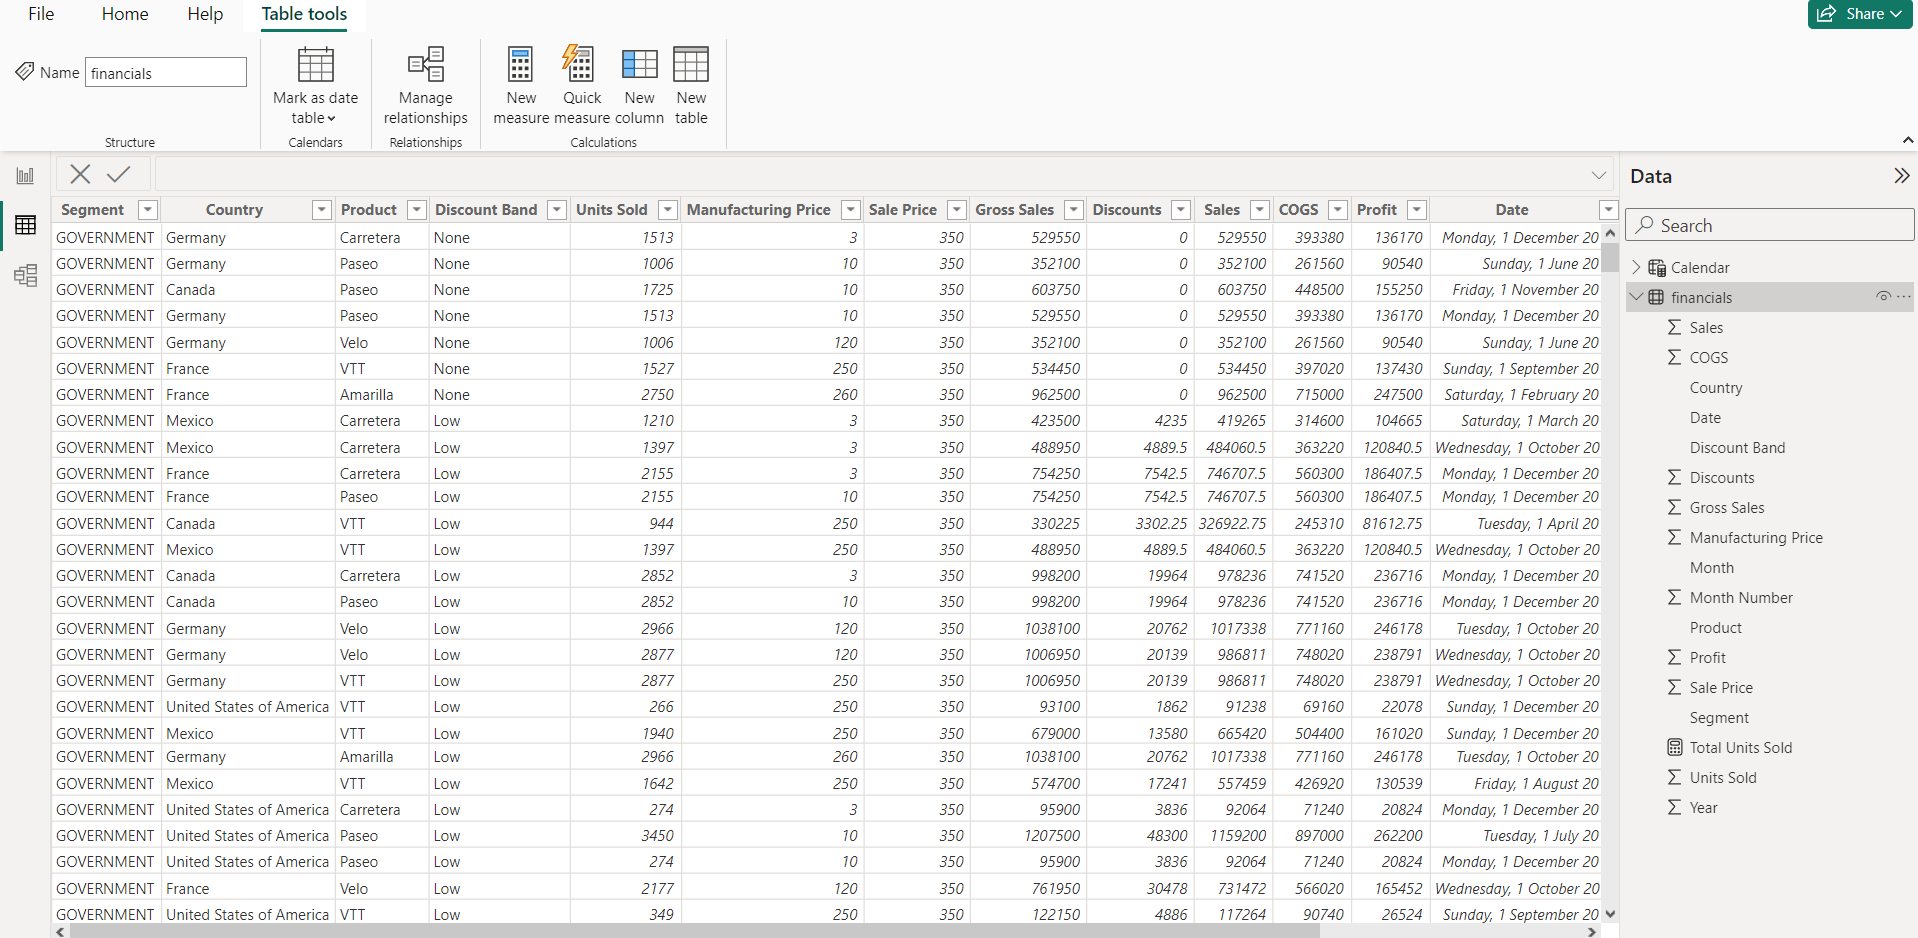 File Home Help Table tools Share
Name financials
Mark as date table
Manage relationships
New measure
Quick measure
New column
New table
Structure Calendars Relationships Calculations
Segment Country Product Discount Band Units Sold Manufacturing Price Sale Price Gross Sales Discounts Sales COGS Profit Date
GOVERNMENT Germany Carretera None 1513 3 350 529550 0 529550 393380 136170 Monday, 1 December 20
GOVERNMENT Germany Paseo None 1006 10 350 352100 0 352100 261560 90540 Sunday, 1 June 20
GOVERNMENT Canada Paseo None 1725 10 350 603750 0 603750 448500 155250 Friday, 1 November 20
GOVERNMENT Germany Paseo None 1513 10 350 529550 0 529550 393380 136170 Monday, 1 December 20
GOVERNMENT Germany Velo None 1006 120 350 352100 0 352100 261560 90540 Sunday, 1 June 20
GOVERNMENT France VTT None 1527 250 350 534450 0 534450 397020 137430 Sunday, 1 September 20
GOVERNMENT France Amarilla None 2750 260 350 962500 0 962500 715000 247500 Saturday, 1 February 20
GOVERNMENT Mexico Carretera Low 1210 3 350 423500 4235 419265 314600 104665 Saturday, 1 March 20
GOVERNMENT Mexico Carretera Low 1397 3 350 488950 4889.5 484060.5 363220 120840.5 Wednesday, 1 October 20
GOVERNMENT France Carretera Low 2155 3 350 754250 7542.5 746707.5 560300 186407.5 Monday, 1 December 20
GOVERNMENT France Paseo Low 2155 10 350 754250 7542.5 746707.5 560300 186407.5 Monday, 1 December 20
GOVERNMENT Canada VTT Low 944 250 350 330225 3302.25 326922.75 245310 81612.75 Tuesday, 1 April 20
GOVERNMENT Mexico VTT Low 1397 250 350 488950 4889.5 484060.5 363220 120840.5 Wednesday, 1 October 20
GOVERNMENT Canada Carretera Low 2852 3 350 998200 19964 978236 741520 236716 Monday, 1 December 20
GOVERNMENT Canada Paseo Low 2852 10 350 998200 19964 978236 741520 236716 Monday, 1 December 20
GOVERNMENT Germany Velo Low 2966 120 350 1038100 20762 1017338 771160 246178 Tuesday, 1 October 20
GOVERNMENT Germany Velo Low 2877 120 350 1006950 20139 986811 748020 238791 Wednesday, 1 October 20
GOVERNMENT Germany VTT Low 2877 250 350 1006950 20139 986811 748020 238791 Wednesday, 1 October 20
GOVERNMENT United States of America VTT Low 266 250 350 93100 1862 91238 69160 22078 Sunday, 1 December 20
GOVERNMENT Mexico VTT Low 1940 250 350 679000 13580 665420 504400 161020 Sunday, 1 December 20
GOVERNMENT Germany Amarilla Low 2966 260 350 1038100 20762 1017338 771160 246178 Tuesday, 1 October 20
GOVERNMENT Mexico VTT Low 1642 250 350 574700 17241 557459 426920 130539 Friday, 1 August 20
GOVERNMENT United States of America Carretera Low 274 3 350 95900 3836 92064 71240 20824 Monday, 1 December 20
GOVERNMENT United States of America Paseo Low 3450 10 350 1207500 48300 1159200 897000 262200 Tuesday, 1 July 20
GOVERNMENT United States of America Paseo Low 274 10 350 95900 3836 92064 71240 20824 Monday, 1 December 20
GOVERNMENT France Velo Low 2177 120 350 761950 30478 731472 566020 165452 Wednesday, 1 October 20
GOVERNMENT United States of America VTT Low 349 250 350 122150 4886 117264 90740 26524 Sunday, 1 September 20
Data
Search
Calendar
financials
Sales
COGS
Country
Date
Discount Band
Discounts
Gross Sales
Manufacturing Price
Month
Month Number
Product
Profit
Sale Price
Segment
Total Units Sold
Units Sold
Year